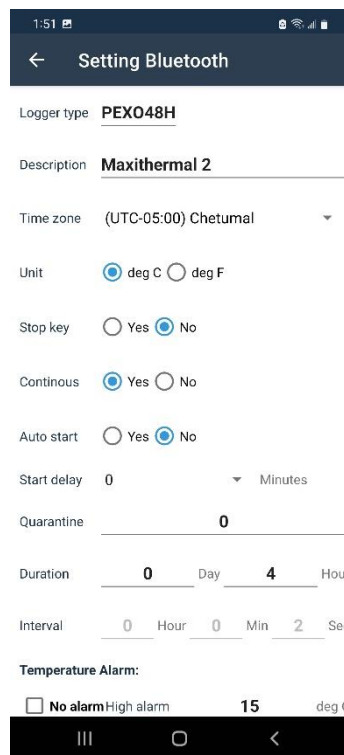 1:51
Setting Bluetooth
Logger type PEXO48H
Description Maxithermal 2
Time zone (UTC-05:00) Chetumal
Unit deg C deg F
Stop key Yes No
Continous Yes No
Auto start Yes No
Start delay 0 Minutes
Quarantine 0
Duration 0 Day 4 Hou
Interval 0 Hour 0 Min 2 Se
Temperature Alarm:
No alarm High alarm 15 deg C